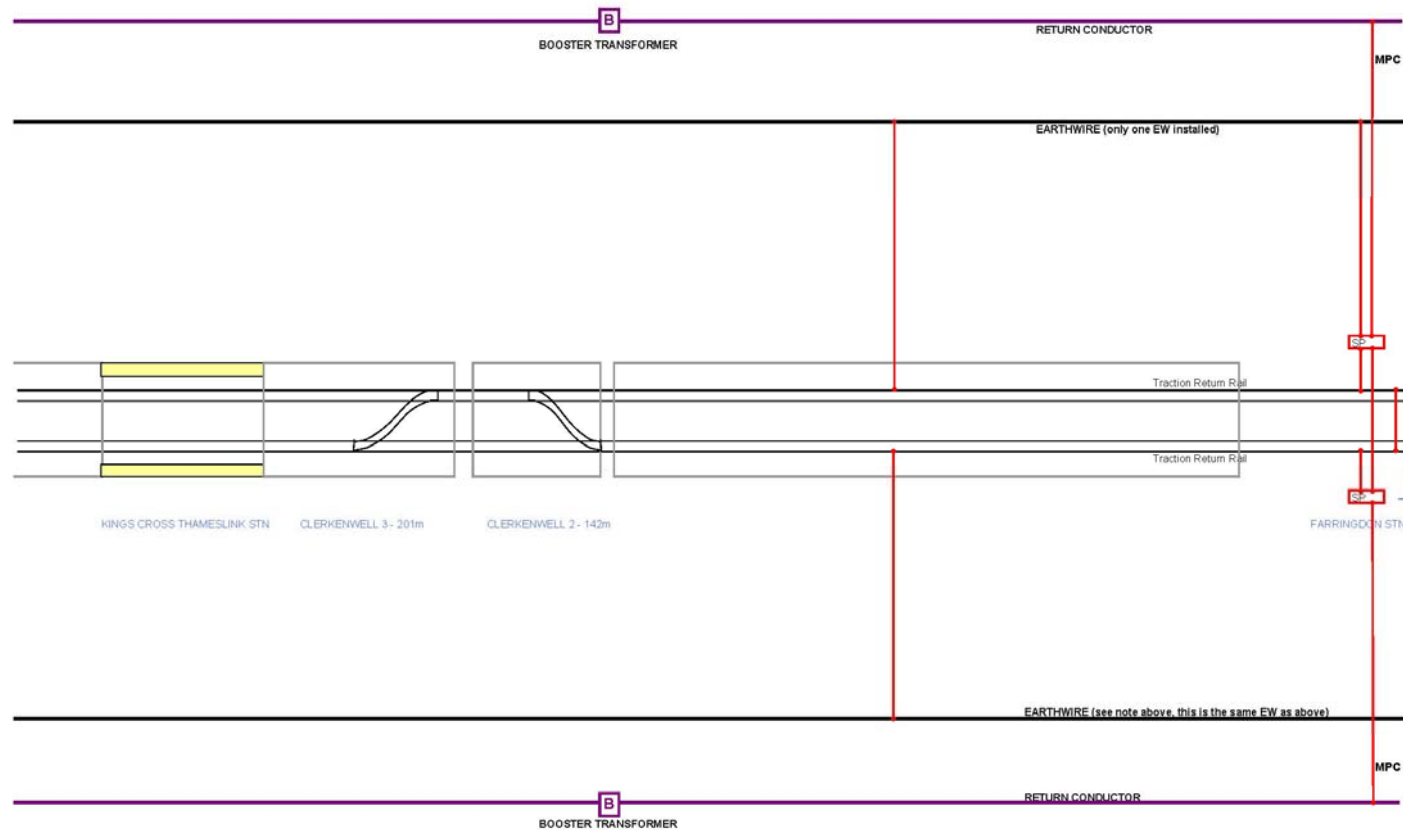 B
BOOSTER TRANSFORMER
RETURN CONDUCTOR
MPC
EARTHWIRE (only one EW installed)
SP
Traction Return Rail
Traction Return Rail
SP
KINGS CROSS THAMESLINK STN
CLERKENWELL 3 - 201m
CLERKENWELL 2 - 142m
FARRINGDON STN
EARTHWIRE (see note above, this is the same EW as above)
MPC
RETURN CONDUCTOR
B
BOOSTER TRANSFORMER